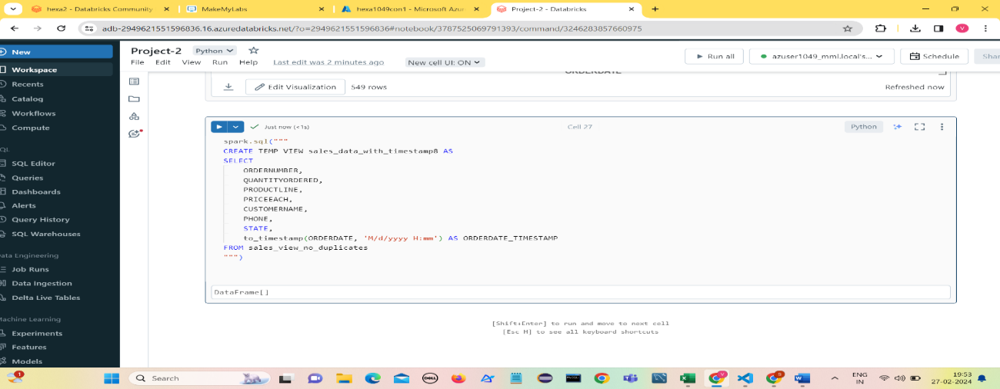 hexa2 - Databricks Community
MakeMyLabs
hexa1049con1 - Microsoft Azur
Project-2 - Databricks
adb-2949621551596836.16.azuredatabricks.net/?o=2949621551596836#notebook/3787525069791393/command/3246283857660975
New
Project-2 Python
File Edit View Run Help Last edit was 2 minutes ago New cell UI: ON
Run all
azuser1049_mml.local's...
Schedule
Shar
Workspace
Recents
Catalog
Workflows
Compute
QL
SQL Editor
Queries
Dashboards
Alerts
Query History
SQL Warehouses
ata Engineering
Job Runs
Data Ingestion
Delta Live Tables
Machine Learning
Experiments
Features
Models
ORDERDATE
Edit Visualization 549 rows Refreshed now
Just now (<1s) Cell 27 Python
spark.sql("""
CREATE TEMP VIEW sales_data_with_timestamp8 AS
SELECT
ORDERNUMBER,
QUANTITYORDERED,
PRODUCTLINE,
PRICEEACH,
CUSTOMERNAME,
PHONE,
STATE,
to_timestamp(ORDERDATE, 'M/d/yyyy H:mm') AS ORDERDATE_TIMESTAMP
FROM sales_view_no_duplicates
""")
DataFrame[]
[Shift+Enter] to run and move to next cell
[Esc H] to see all keyboard shortcuts
1
Search
DELL
V
S
ENG
IN
19:53
27-02-2024